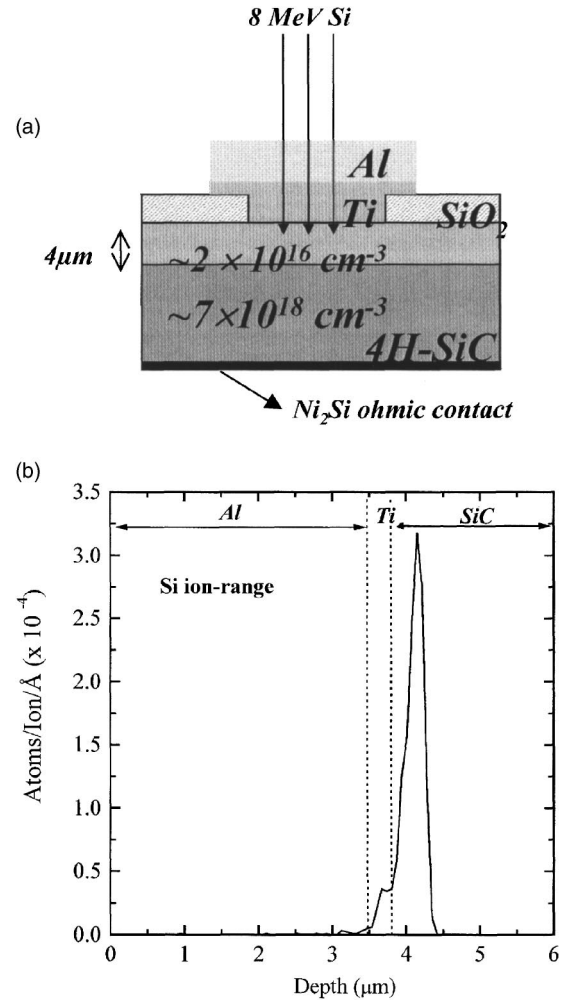 8 MeV Si
(a)
Al
Ti
SiO2
4μm
~2 × 10^16 cm^-3
~7×10^18 cm^-3
4H-SiC
Ni2Si ohmic contact
(b)
Al
Ti
SiC
Si ion-range
3.5
3.0
2.5
2.0
1.5
1.0
0.5
0.0
Atoms/Ion/Å (x 10^-4)
0 1 2 3 4 5 6
Depth (μm)